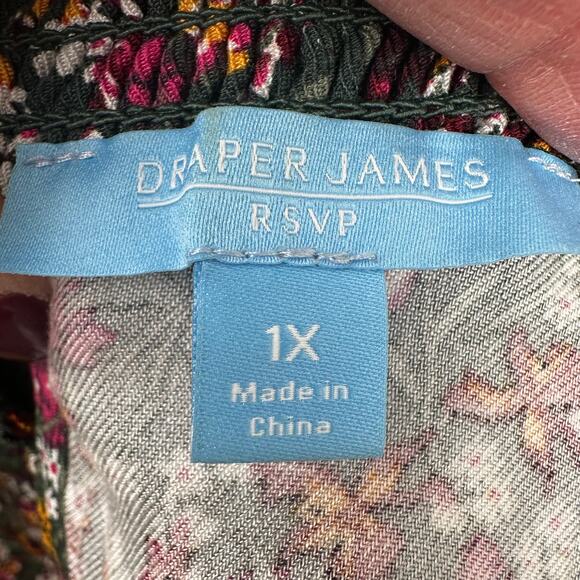 DRAPER JAMES
RSVP
1X
Made in
China